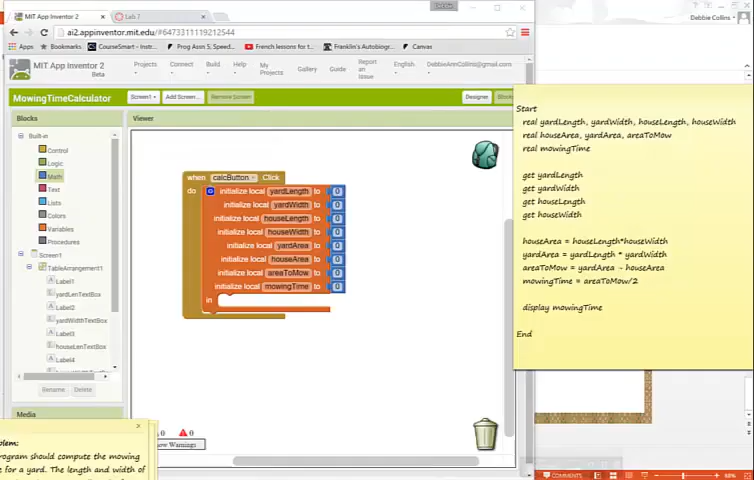 MIT App Inventor 2
Lab 7
Debbie Collins
ai2.appinventor.mit.edu/#6473311119212544
Apps
Bookmarks
CourseSmart - Instr...
Prog Assn 5, Speed...
French lessons for t...
Franklin's Autobiogr...
Canvas
MIT App Inventor 2
Beta
Projects
Connect
Build
Help
My Projects
Gallery
Guide
Report an Issue
English
DebbieAnnCollins@gmail.com
MowingTimeCalculator
Screen1
Add Screen...
Remove Screen
Designer
Blocks
Blocks
Viewer
Built-in
Control
Logic
Math
Text
Lists
Colors
Variables
Procedures
Screen1
TableArrangement1
Label1
yardLenTextBox
Label2
yardWidthTextBox
Label3
houseLenTextBox
Label4
Rename
Delete
Media
when calcButton .Click
do initialize local yardLength to 0
initialize local yardWidth to 0
initialize local houseLength to 0
initialize local houseWidth to 0
initialize local yardArea to 0
initialize local houseArea to 0
initialize local areaToMow to 0
initialize local mowingTime to 0
in
0
0
Show Warnings
Start
real yardLength, yardWidth, houseLength, houseWidth
real houseArea, yardArea, areaToMow
real mowingTime
get yardLength
get yardWidth
get houseLength
get houseWidth
houseArea = houseLength*houseWidth
yardArea = yardLength * yardWidth
areaToMow = yardArea - houseArea
mowingTime = areaToMow/2
display mowingTime
End
blem:
rogram should compute the mowing
e for a yard. The length and width of
COMMENTS